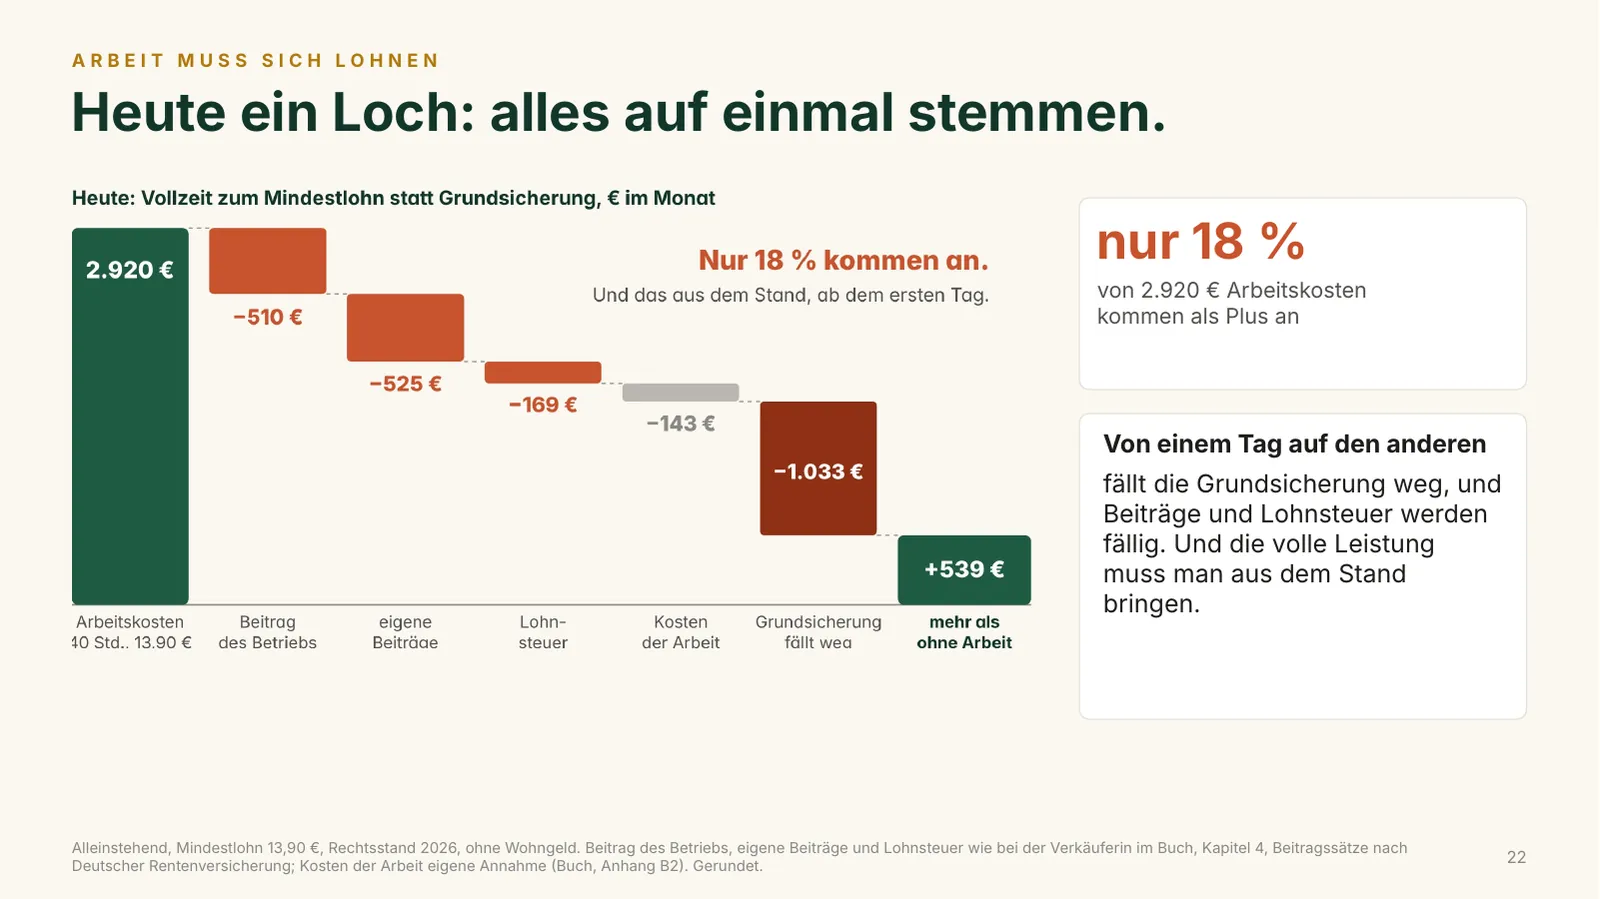 ARBEIT MUSS SICH LOHNEN
Heute ein Loch: alles auf einmal stemmen.
Heute: Vollzeit zum Mindestlohn statt Grundsicherung, € im Monat
2.920 €
−510 €
−525 €
−169 €
−143 €
−1.033 €
+539 €
Nur 18 % kommen an.
Und das aus dem Stand, ab dem ersten Tag.
Arbeitskosten
40 Std., 13,90 €
Beitrag
des Betriebs
eigene
Beiträge
Lohn-
steuer
Kosten
der Arbeit
Grundsicherung
fällt weg
mehr als
ohne Arbeit
nur 18 %
von 2.920 € Arbeitskosten
kommen als Plus an
Von einem Tag auf den anderen
fällt die Grundsicherung weg, und
Beiträge und Lohnsteuer werden
fällig. Und die volle Leistung
muss man aus dem Stand
bringen.
Alleinstehend, Mindestlohn 13,90 €, Rechtsstand 2026, ohne Wohngeld. Beitrag des Betriebs, eigene Beiträge und Lohnsteuer wie bei der Verkäuferin im Buch, Kapitel 4, Beitragssätze nach
Deutscher Rentenversicherung; Kosten der Arbeit eigene Annahme (Buch, Anhang B2). Gerundet.
22